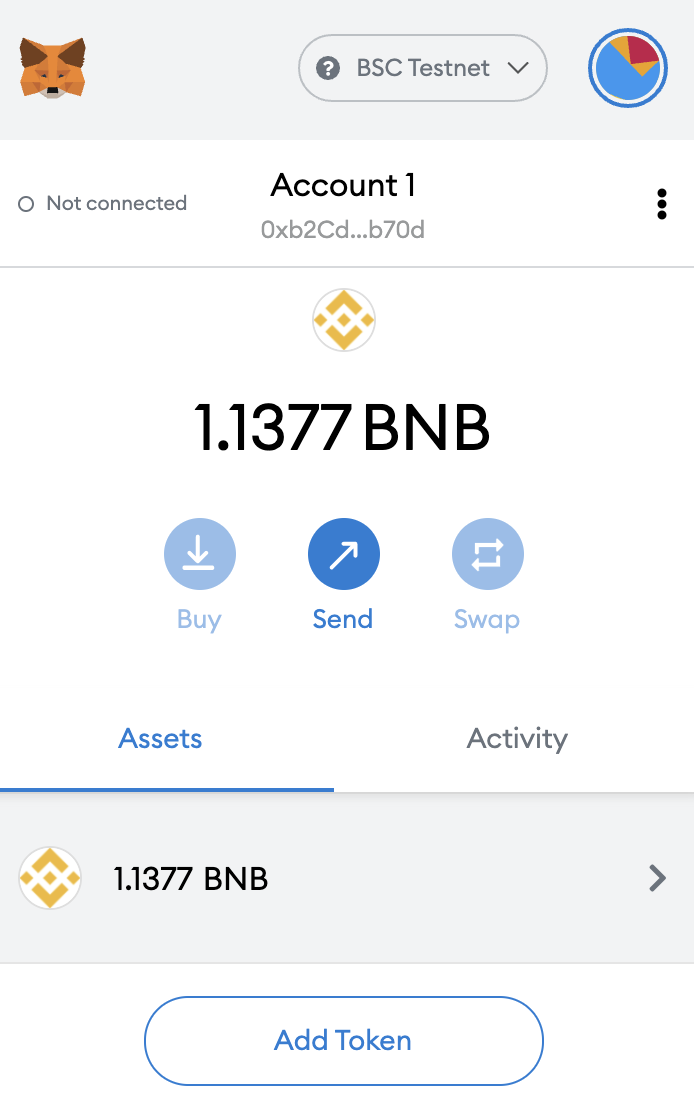 BSC Testnet
Not connected
Account 1
0xb2Cd...b70d
1.1377 BNB
Buy
Send
Swap
Assets
Activity
1.1377 BNB
Add Token